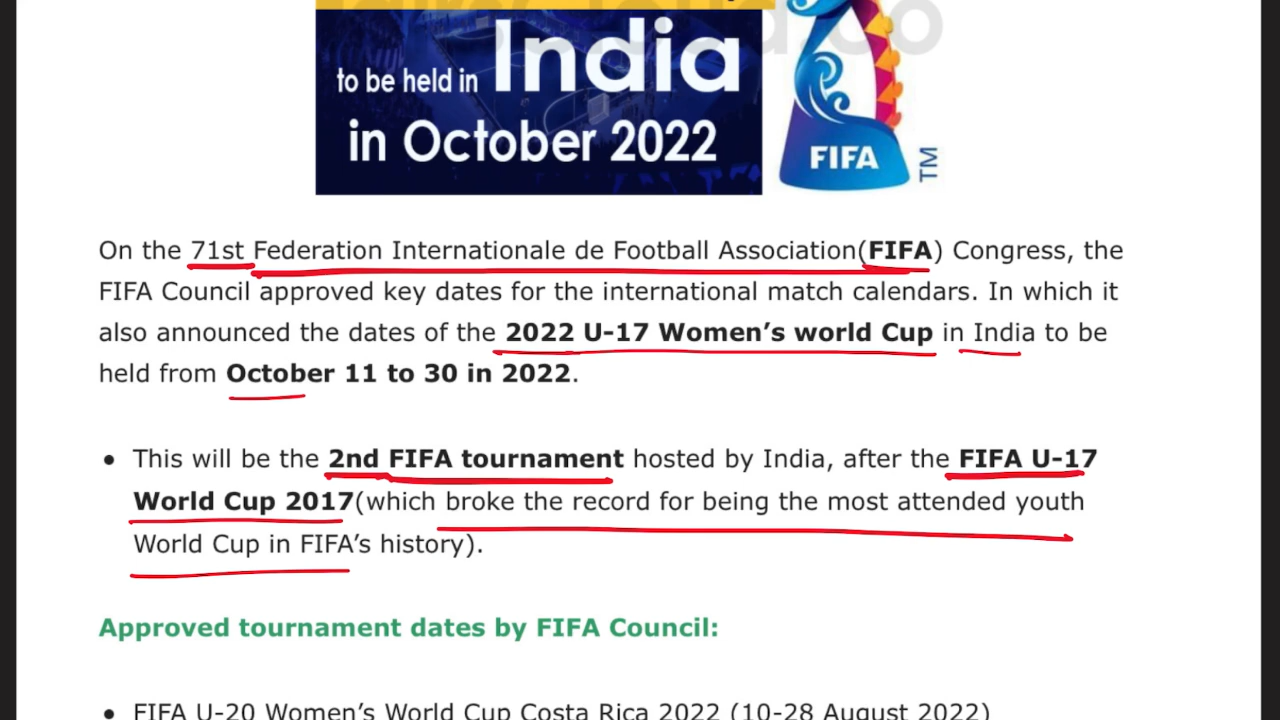 to be held in India
in October 2022
FIFA
TM
On the 71st Federation Internationale de Football Association(FIFA) Congress, the
FIFA Council approved key dates for the international match calendars. In which it
also announced the dates of the 2022 U-17 Women’s world Cup in India to be
held from October 11 to 30 in 2022.
• This will be the 2nd FIFA tournament hosted by India, after the FIFA U-17
World Cup 2017(which broke the record for being the most attended youth
World Cup in FIFA’s history).
Approved tournament dates by FIFA Council:
• FIFA U-20 Women’s World Cup Costa Rica 2022 (10-28 August 2022)